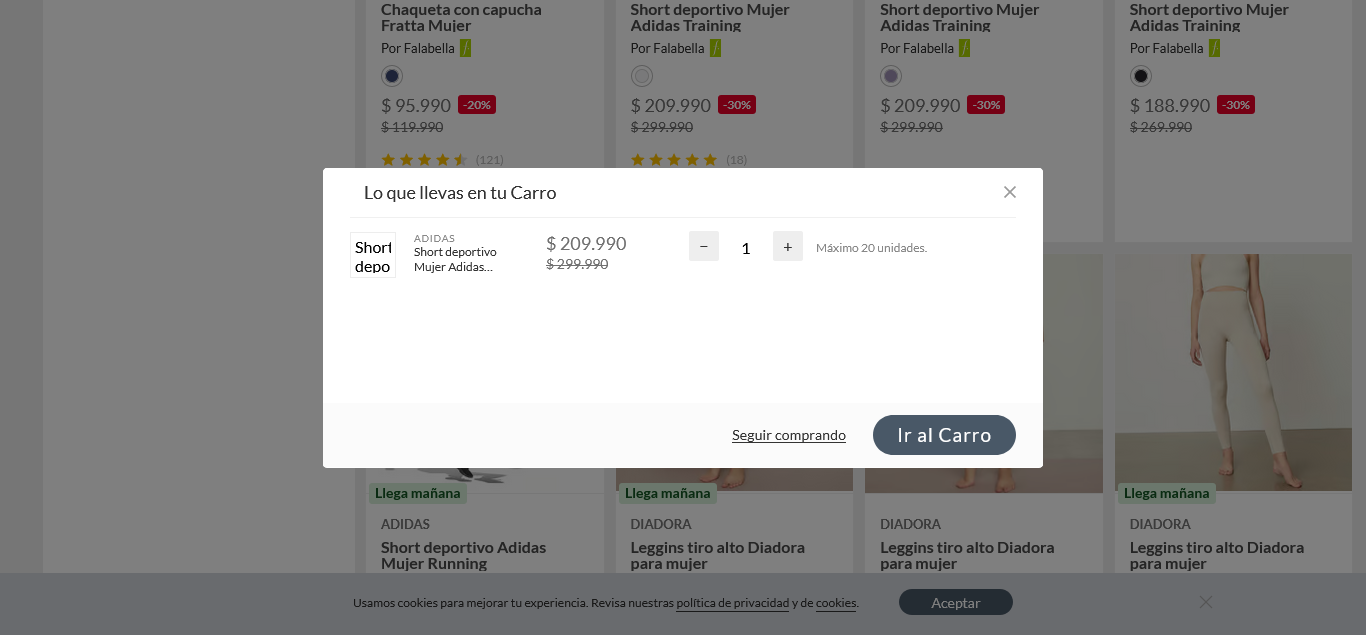 Chaqueta con capucha
Fratta Mujer
Por Falabella
$ 95.990 -20%
$ 119.990
(121)
Short deportivo Mujer
Adidas Training
Por Falabella
$ 209.990 -30%
$ 299.990
(18)
Short deportivo Mujer
Adidas Training
Por Falabella
$ 209.990 -30%
$ 299.990
Short deportivo Mujer
Adidas Training
Por Falabella
$ 188.990 -30%
$ 269.990
Lo que llevas en tu Carro
Short
depo
ADIDAS
Short deportivo
Mujer Adidas...
$ 209.990
$ 299.990
− 1 +
Máximo 20 unidades.
Seguir comprando
Ir al Carro
Llega mañana
ADIDAS
Short deportivo Adidas
Mujer Running
Llega mañana
DIADORA
Leggins tiro alto Diadora
para mujer
DIADORA
Leggins tiro alto Diadora
para mujer
Llega mañana
DIADORA
Leggins tiro alto Diadora
para mujer
Usamos cookies para mejorar tu experiencia. Revisa nuestras política de privacidad y de cookies.
Aceptar